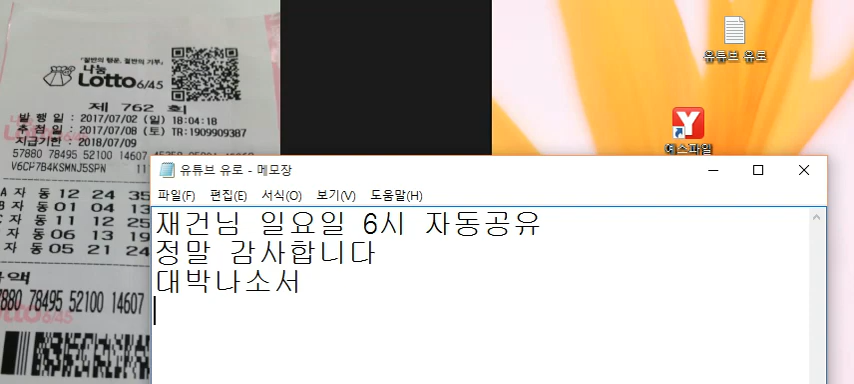 "절반의 행운, 절반의 기부"
나눔
Lotto 6/45
제 762 회
발 행 일 : 2017/07/02 (일) 18:04:18
추 첨 일 : 2017/07/08 (토) TR:1909909387
지급기한 : 2018/07/09
57880 78495 52100 14607
V6CP7B4KSMNJ5SPN
A 자 동 12 24 35
B 자 동 01 04 13
자 동 11 12 25
자 동 06 13 19
자 동 05 21 24
78495 52100 14607
Lotto 6/45
유튜브 유로
예스파일
유튜브 유로 - 메모장
파일(F) 편집(E) 서식(O) 보기(V) 도움말(H)
재건님 일요일 6시 자동공유
정말 감사합니다
대박나소서